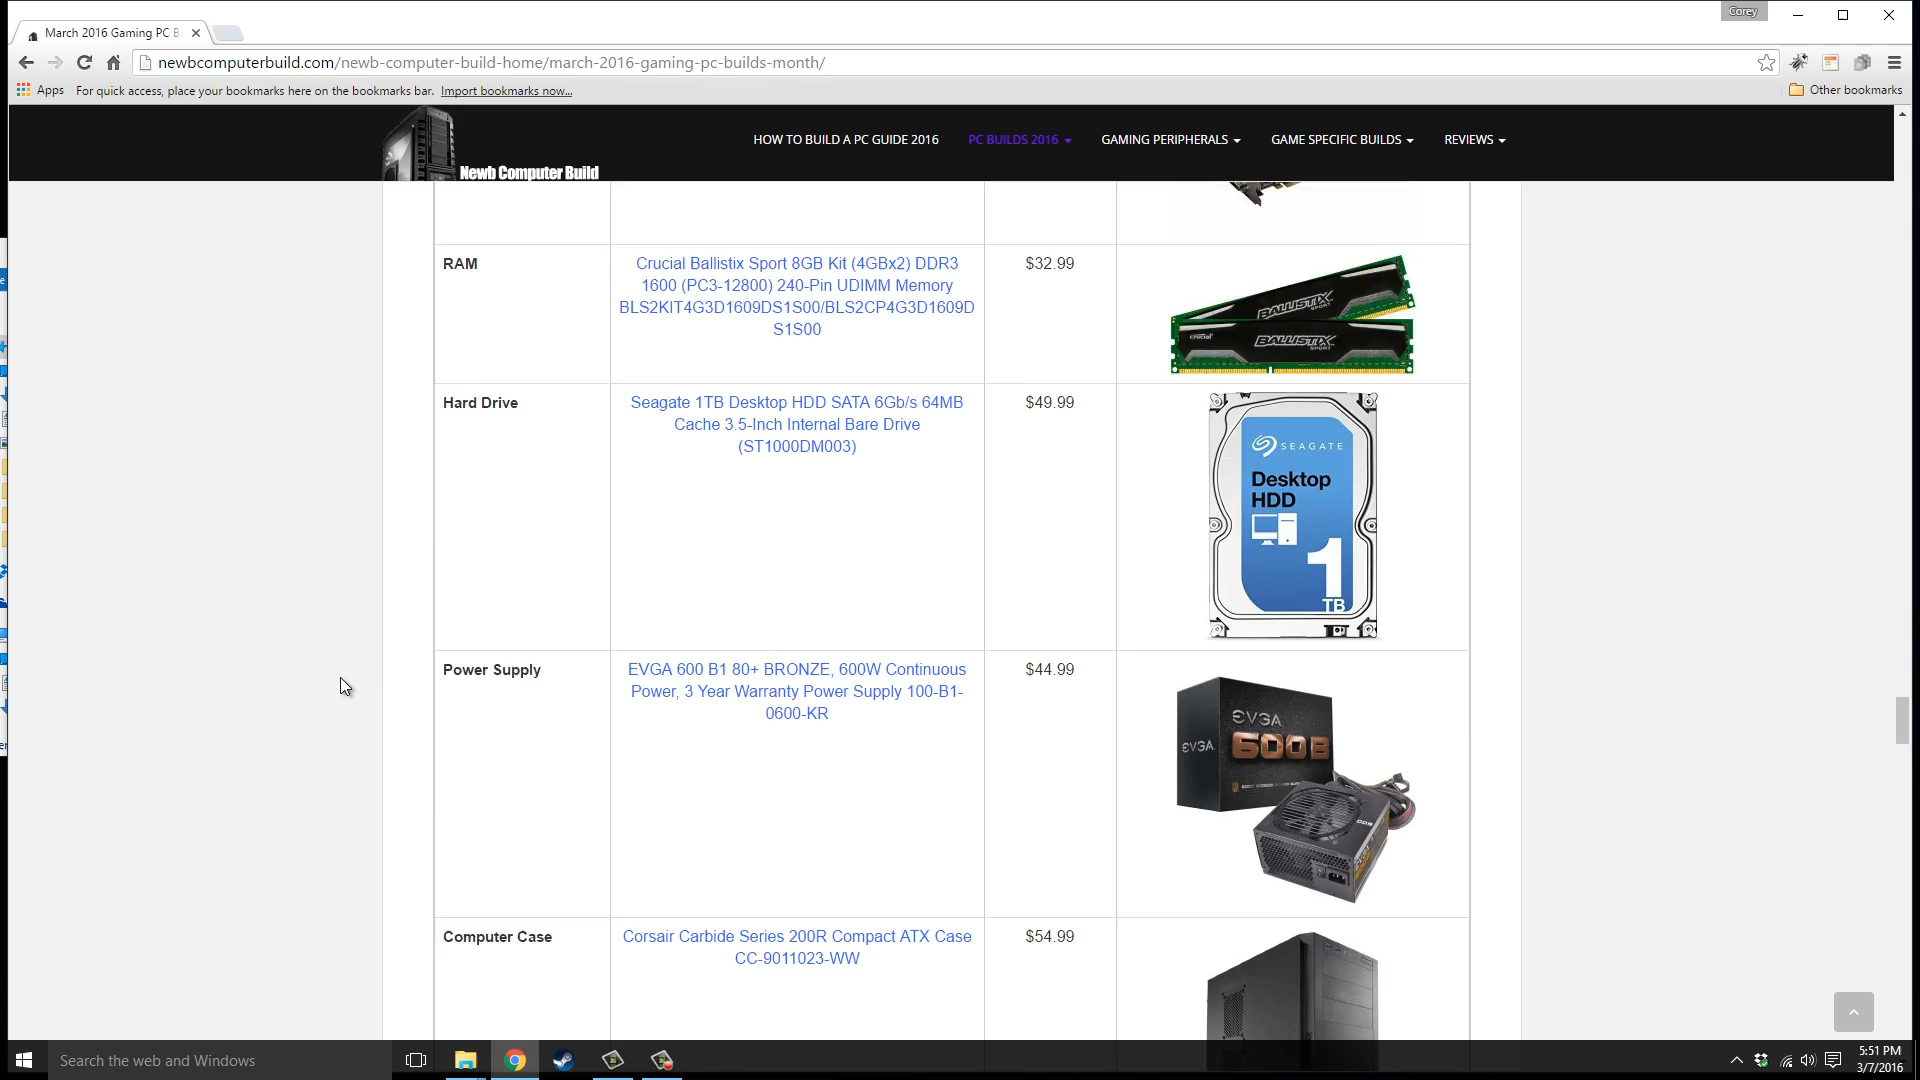 Corey
March 2016 Gaming PC B
newbcomputerbuild.com/newb-computer-build-home/march-2016-gaming-pc-builds-month/
Apps For quick access, place your bookmarks here on the bookmarks bar. Import bookmarks now... Other bookmarks
Newb Computer Build
HOW TO BUILD A PC GUIDE 2016 PC BUILDS 2016 GAMING PERIPHERALS GAME SPECIFIC BUILDS REVIEWS
RAM
Crucial Ballistix Sport 8GB Kit (4GBx2) DDR3
1600 (PC3-12800) 240-Pin UDIMM Memory
BLS2KIT4G3D1609DS1S00/BLS2CP4G3D1609D
S1S00
$32.99
BALLISTIX
SPORT
crucial
BALLISTIX
SPORT
Hard Drive
Seagate 1TB Desktop HDD SATA 6Gb/s 64MB
Cache 3.5-Inch Internal Bare Drive
(ST1000DM003)
$49.99
SEAGATE
Desktop
HDD
1
TB
Power Supply
EVGA 600 B1 80+ BRONZE, 600W Continuous
Power, 3 Year Warranty Power Supply 100-B1-
0600-KR
$44.99
EVGA
EVGA
600B
Computer Case
Corsair Carbide Series 200R Compact ATX Case
CC-9011023-WW
$54.99
Search the web and Windows
5:51 PM
3/7/2016